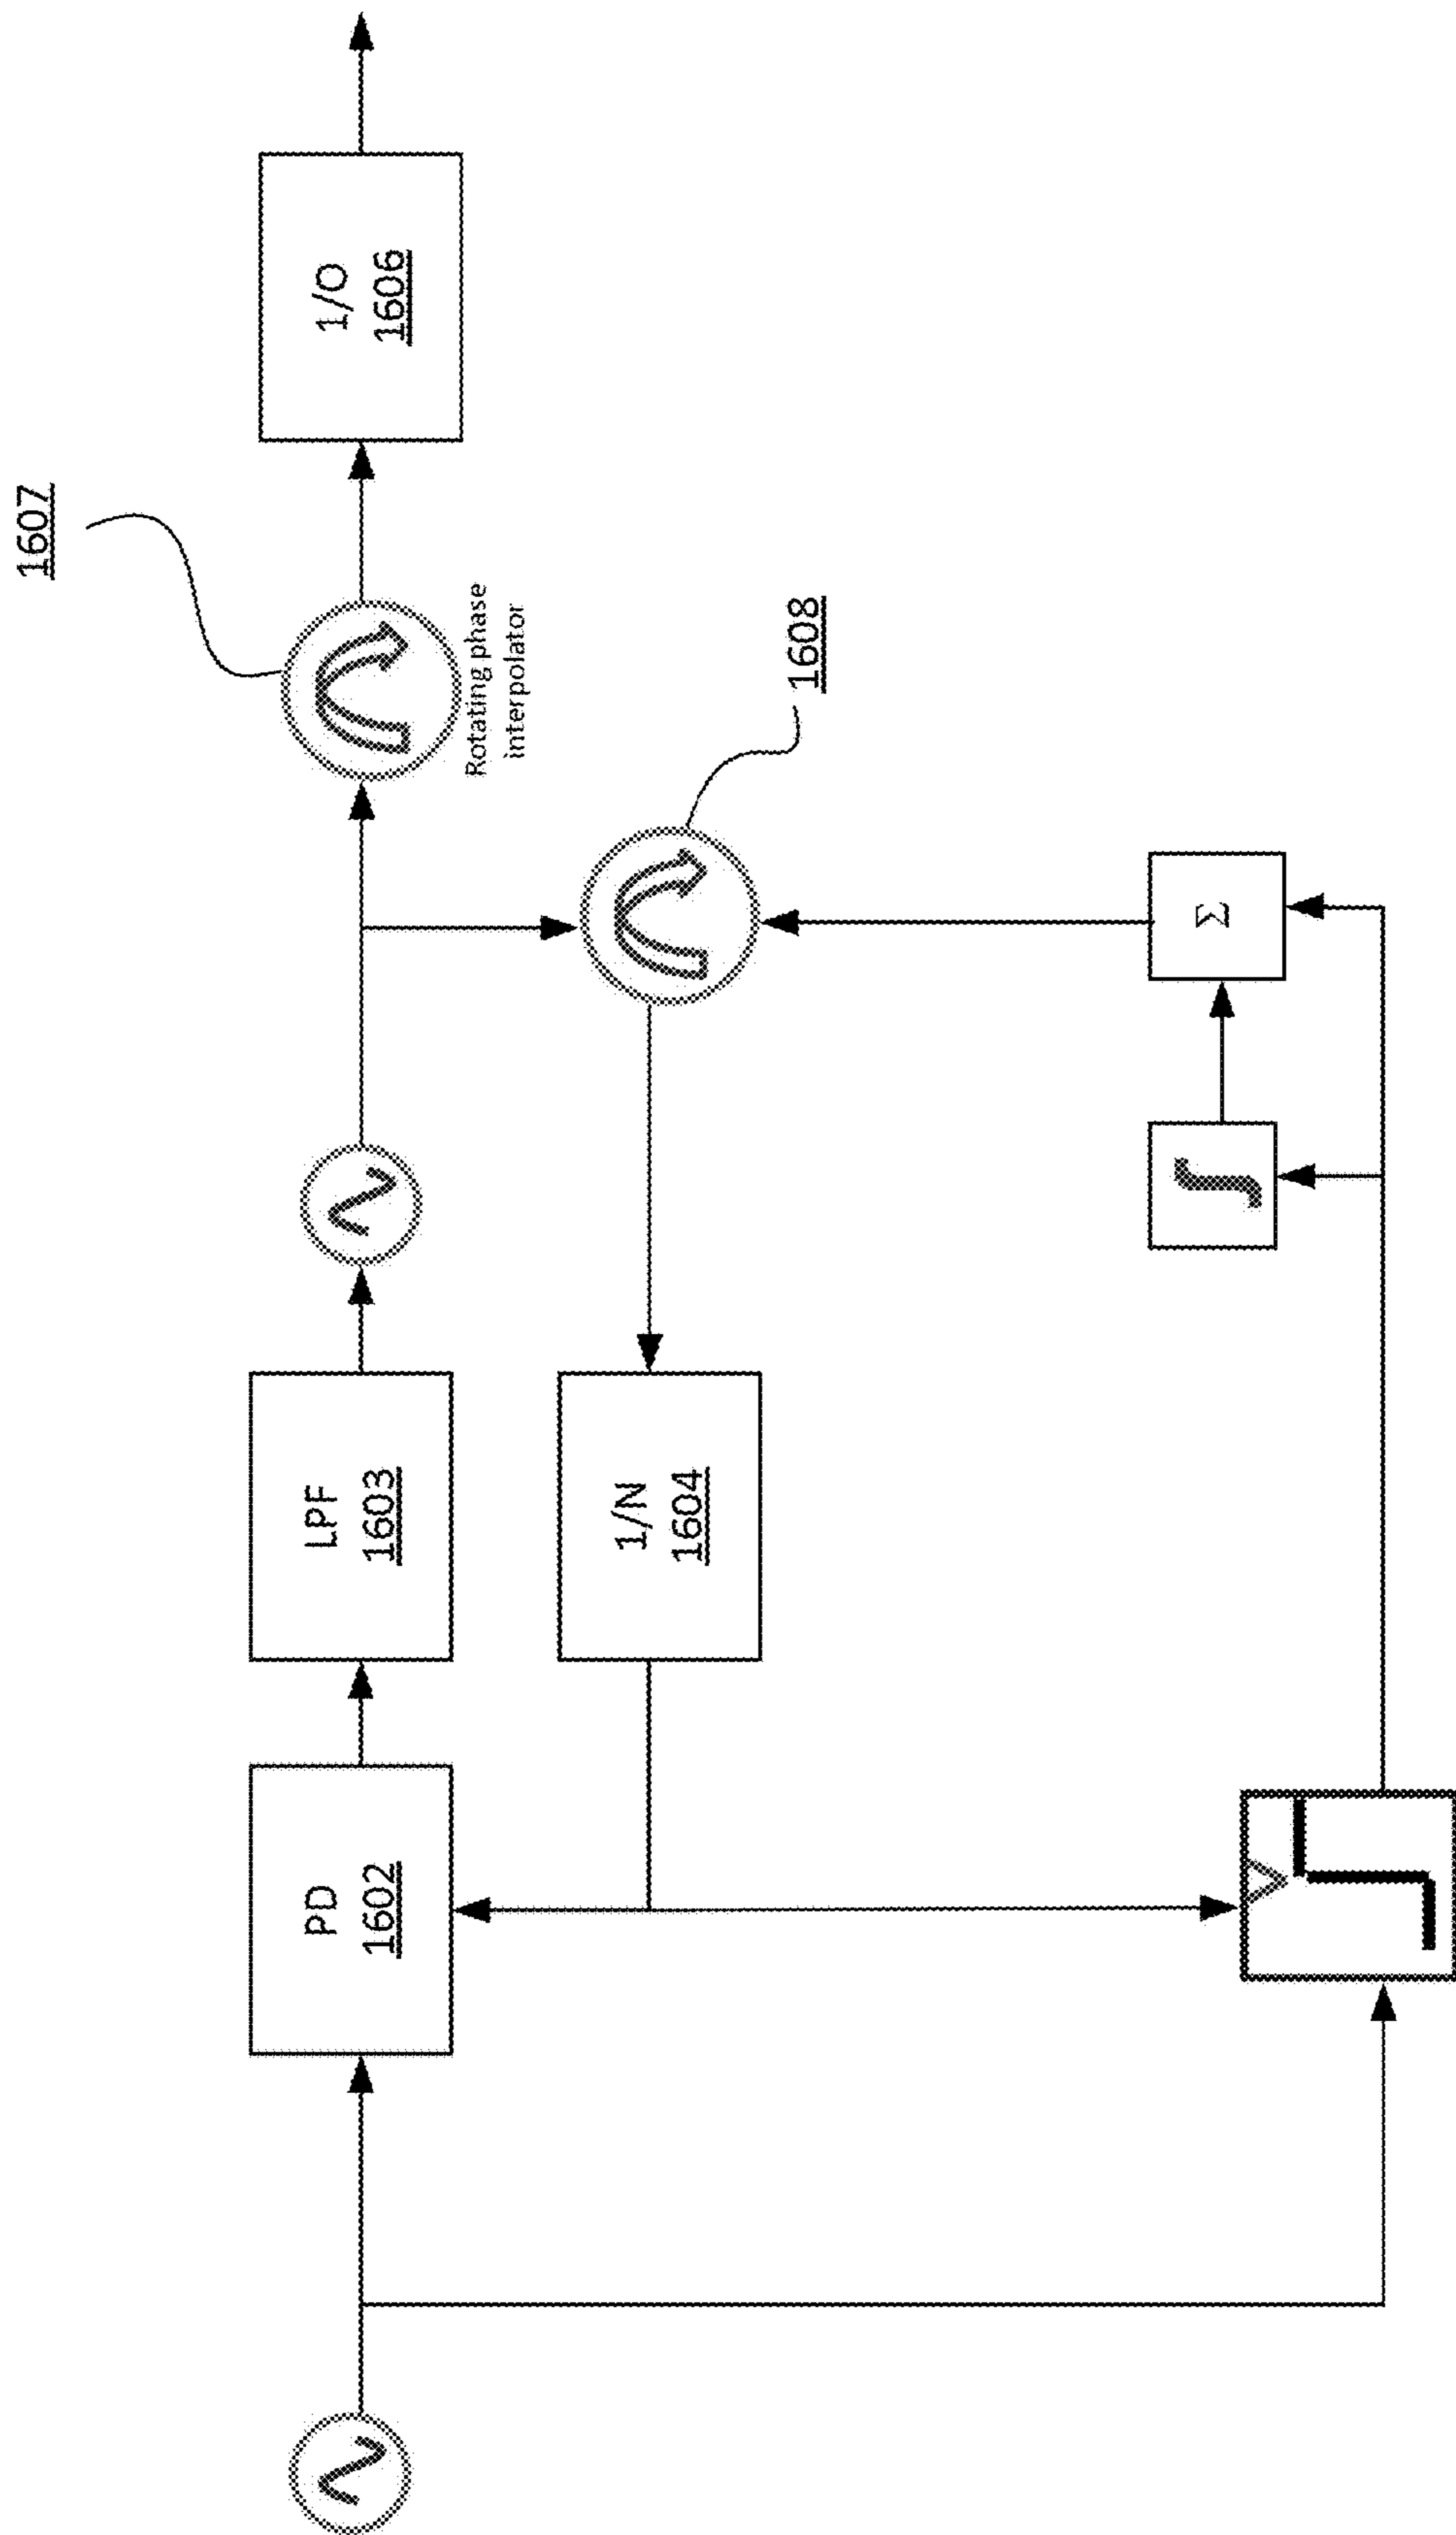 PD
1602
LPF
1603
1/N
1604
1607
Rotating phase
interpolator
1608
1/O
1606
∫
Σ